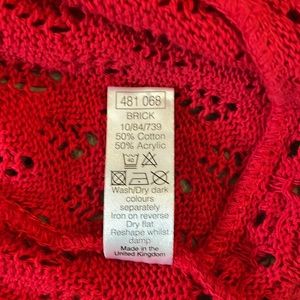 481 068
BRICK
10/84/739
50% Cotton
50% Acrylic
40
Wash/Dry dark
colours
separately
Iron on reverse
Dry flat
Reshape whilst
damp
Made in the
United Kingdom